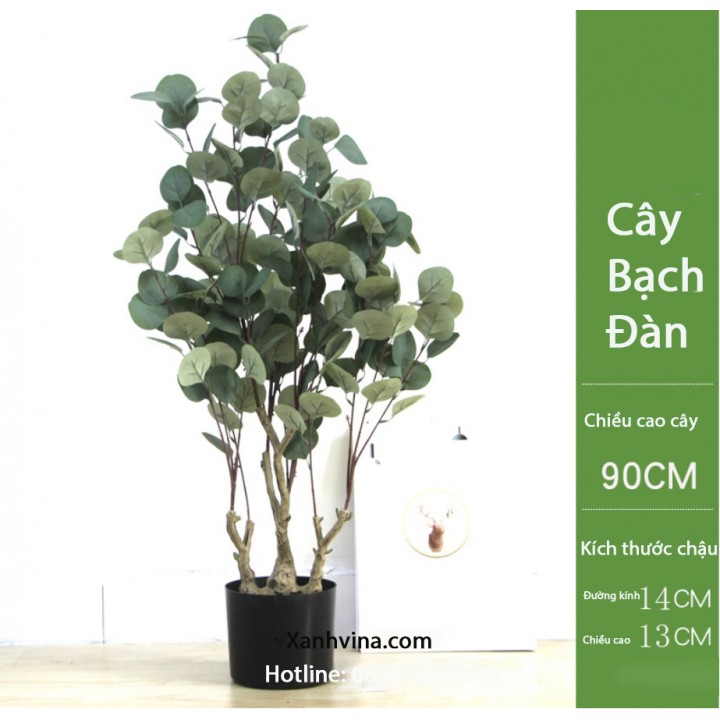 Cây
Bạch
Đàn
Chiều cao cây
90CM
Kích thước chậu
Đường kính 14CM
Chiều cao 13CM
Xanhvina.com
Hotline: